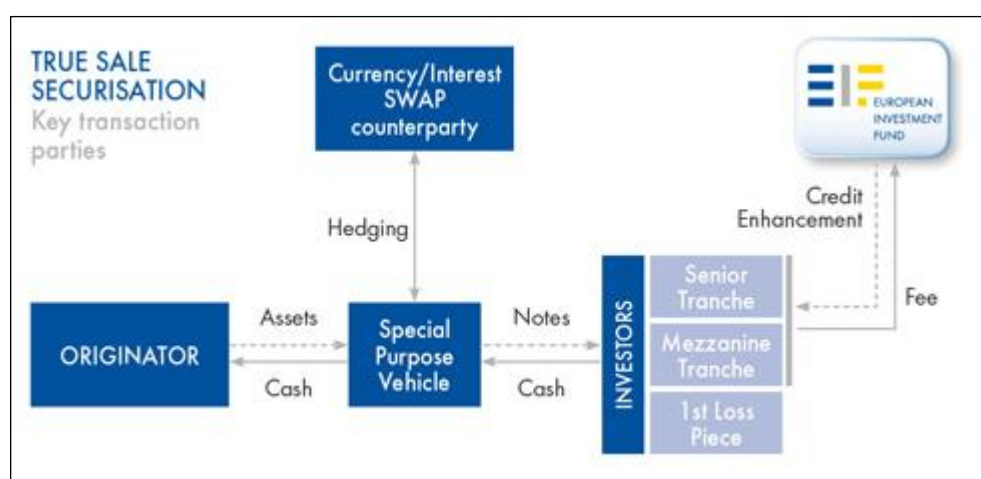 TRUE SALE
SECURISATION
Key transaction
parties
Currency/Interest
SWAP
counterparty
EUROPEAN
INVESTMENT
FUND
Credit
Enhancement
Hedging
Fee
ORIGINATOR
Assets
Cash
Special
Purpose
Vehicle
Notes
Cash
INVESTORS
Senior
Tranche
Mezzanine
Tranche
1st Loss
Piece